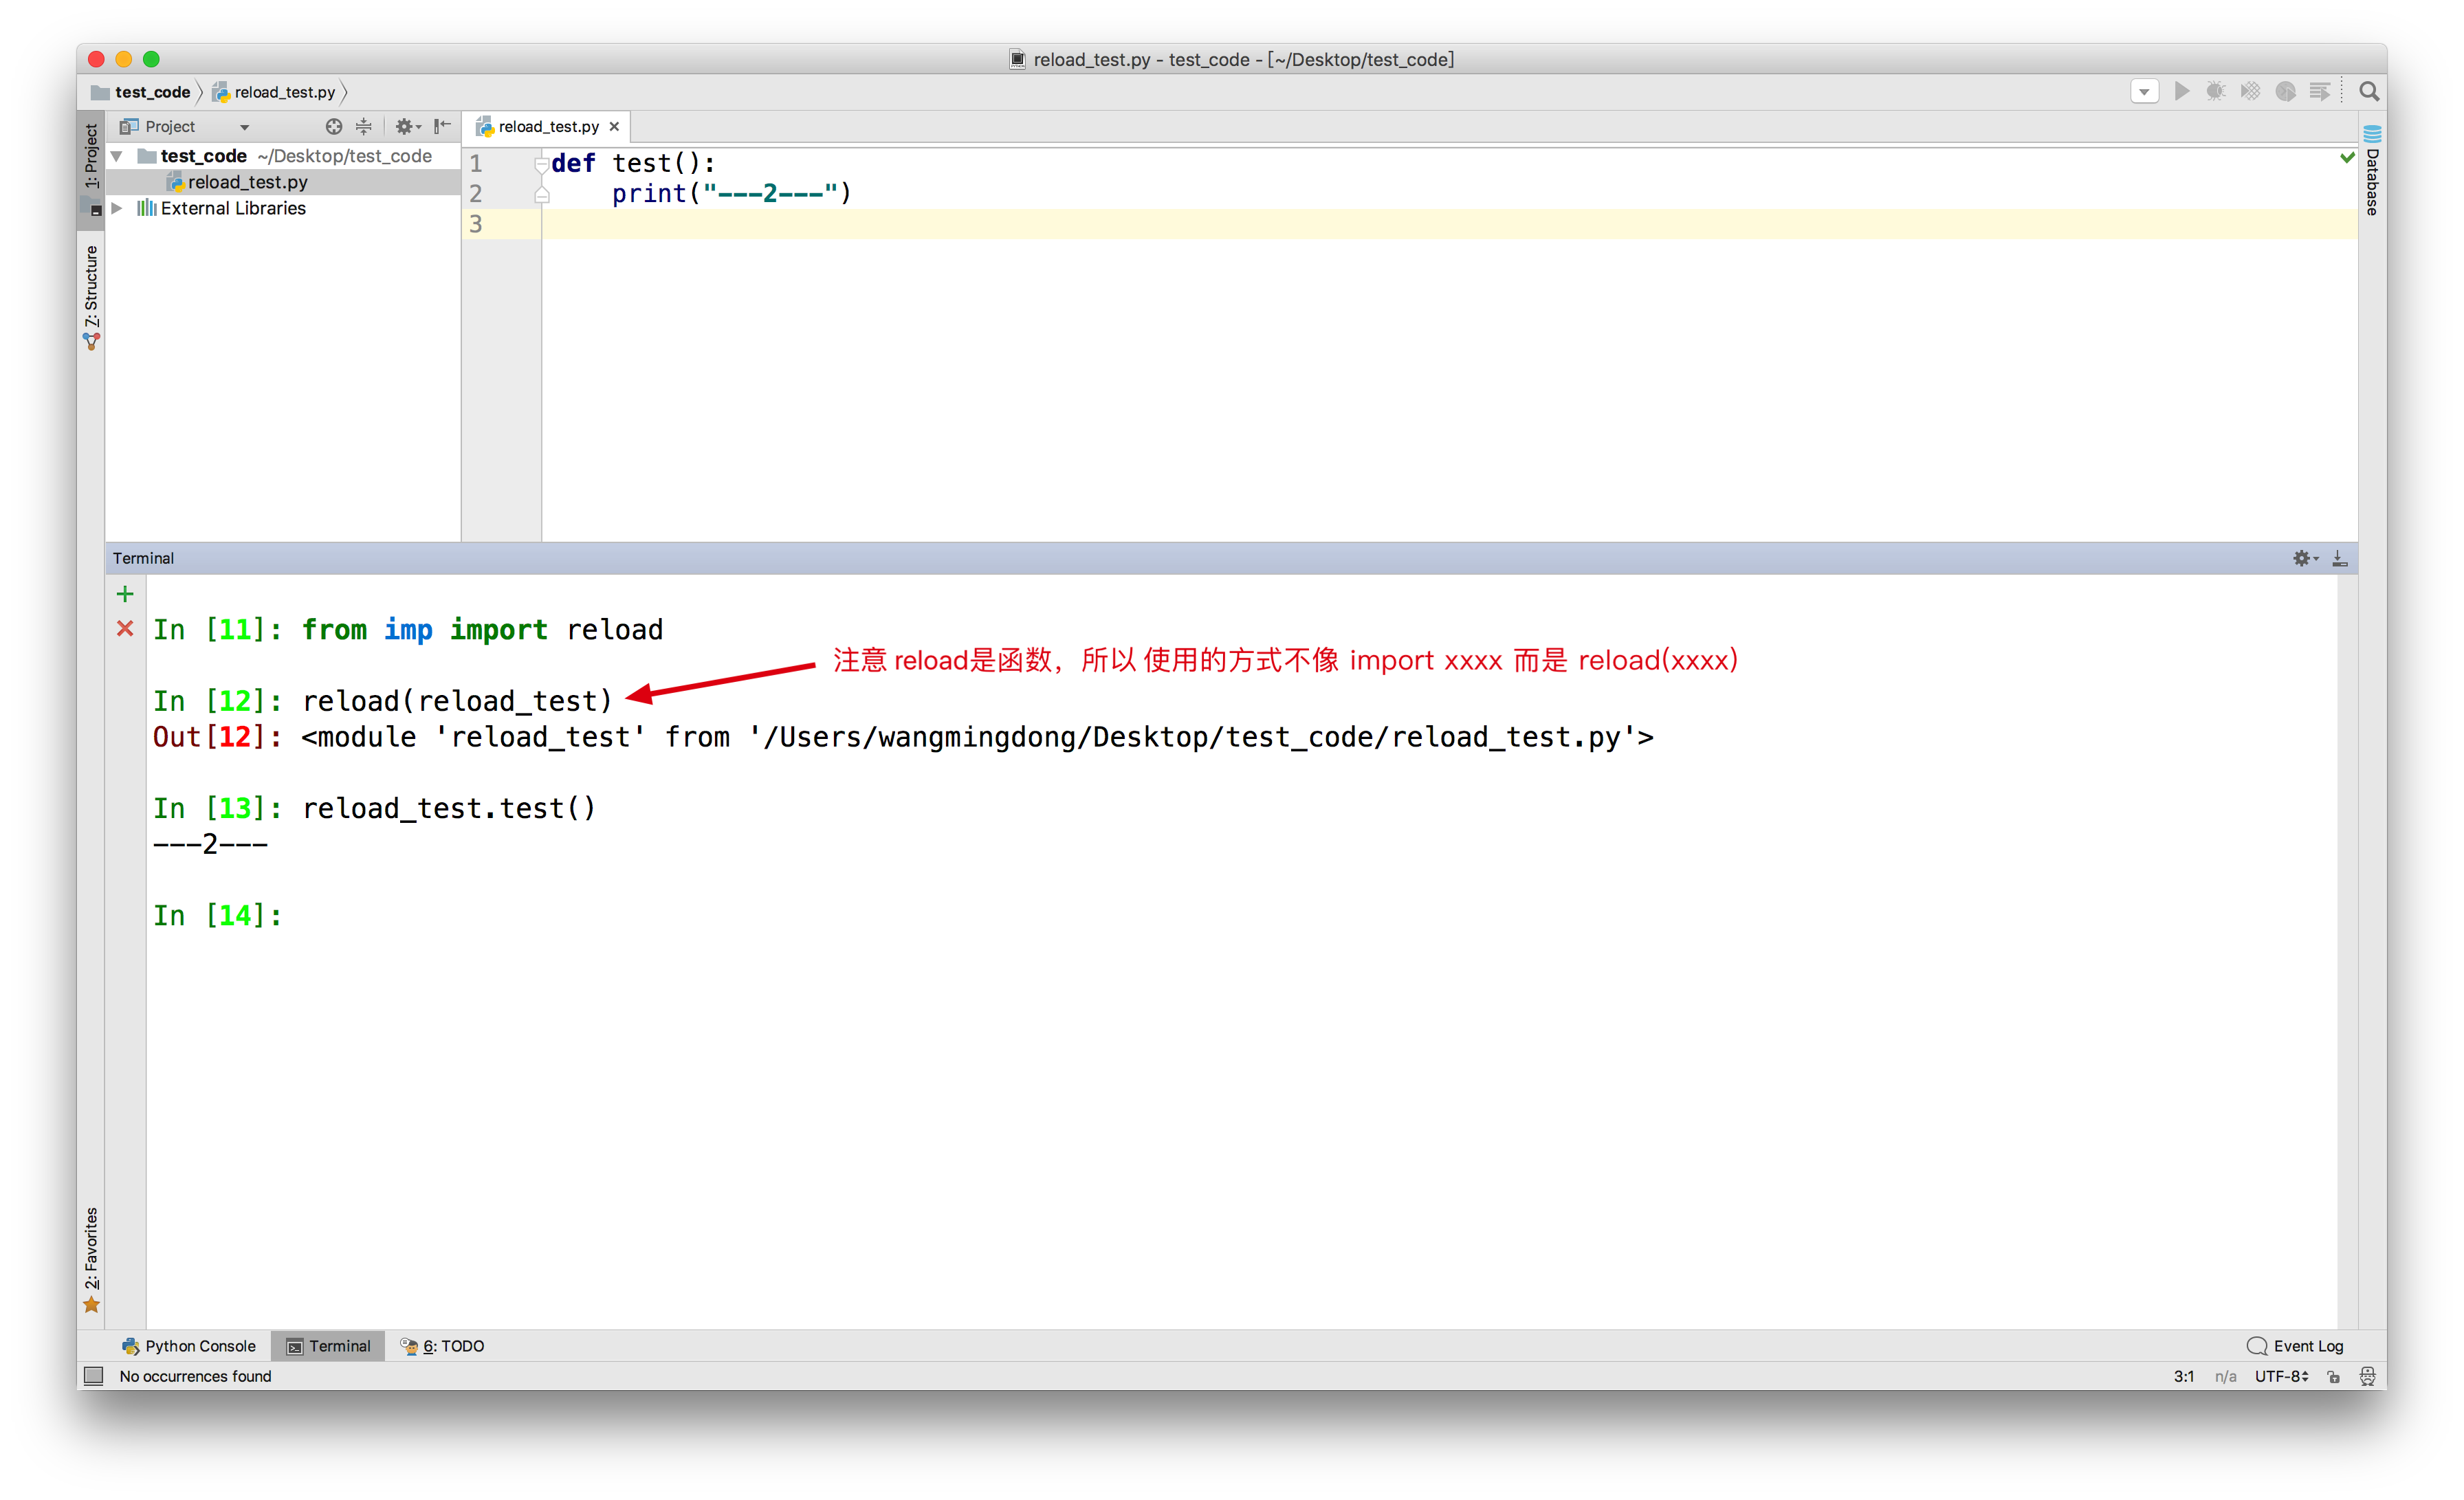 reload_test.py - test_code - [~/Desktop/test_code]
test_code reload_test.py
1: Project
Project
reload_test.py
test_code ~/Desktop/test_code
reload_test.py
External Libraries
7: Structure
Database
1 def test():
2 print("---2---")
3
Terminal
In [11]: from imp import reload
注意 reload是函数，所以 使用的方式不像 import xxxx 而是 reload(xxxx)
In [12]: reload(reload_test)
Out[12]: <module 'reload_test' from '/Users/wangmingdong/Desktop/test_code/reload_test.py'>
In [13]: reload_test.test()
---2---
In [14]:
2: Favorites
Python Console Terminal 6: TODO Event Log
No occurrences found 3:1 n/a UTF-8